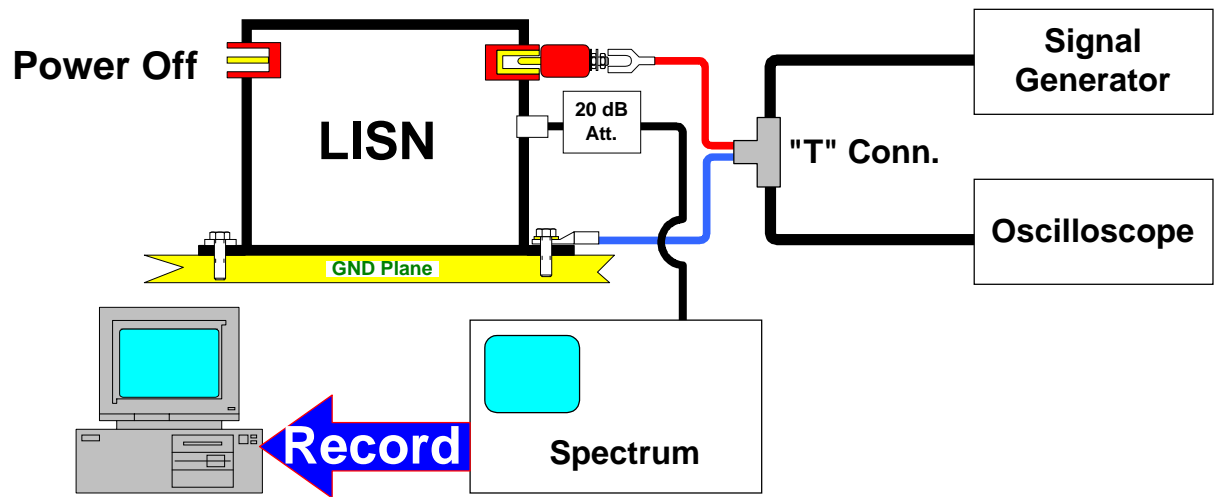 Power Off
LISN
20 dB
Att.
Signal
Generator
"T" Conn.
Oscilloscope
GND Plane
Record
Spectrum